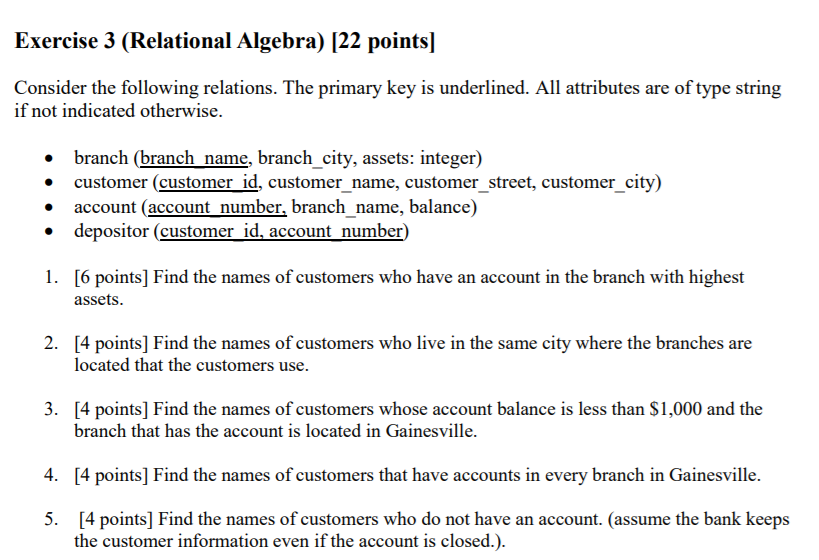 Exercise 3 (Relational Algebra) [22 points]
Consider the following relations. The primary key is underlined. All attributes are of type string
if not indicated otherwise.
• branch (branch_name, branch_city, assets: integer)
• customer (customer_id, customer_name, customer_street, customer_city)
• account (account_number, branch_name, balance)
• depositor (customer_id, account_number)
1. [6 points] Find the names of customers who have an account in the branch with highest
assets.
2. [4 points] Find the names of customers who live in the same city where the branches are
located that the customers use.
3. [4 points] Find the names of customers whose account balance is less than $1,000 and the
branch that has the account is located in Gainesville.
4. [4 points] Find the names of customers that have accounts in every branch in Gainesville.
5. [4 points] Find the names of customers who do not have an account. (assume the bank keeps
the customer information even if the account is closed.).